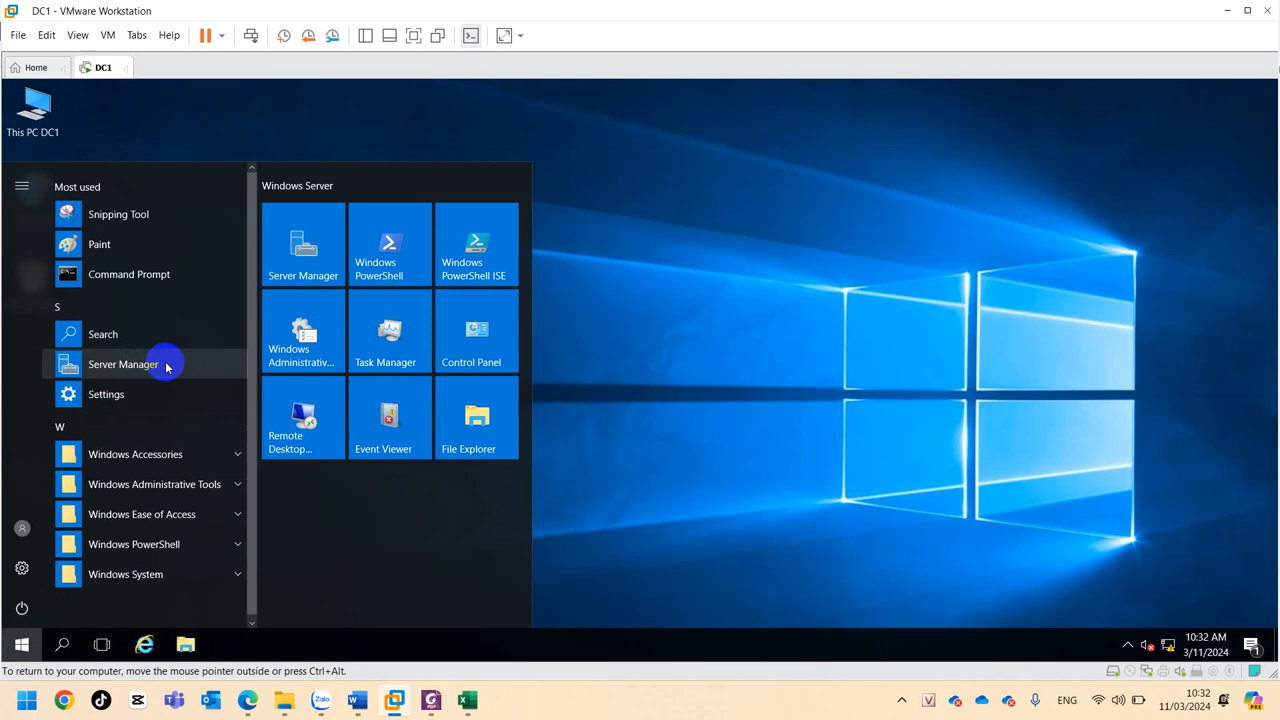 DC1 - VMware Workstation
File Edit View VM Tabs Help
Home DC1
This PC DC1
Most used
Snipping Tool
Paint
Command Prompt
S
Search
Server Manager
Settings
W
Windows Accessories
Windows Administrative Tools
Windows Ease of Access
Windows PowerShell
Windows System
Windows Server
Server Manager
Windows
PowerShell
Windows
PowerShell ISE
Windows
Administrativ...
Task Manager
Control Panel
Remote
Desktop...
Event Viewer
File Explorer
10:32 AM
3/11/2024
1
To return to your computer, move the mouse pointer outside or press Ctrl+Alt.
Zalo
ENG
10:32
11/03/2024
PRE